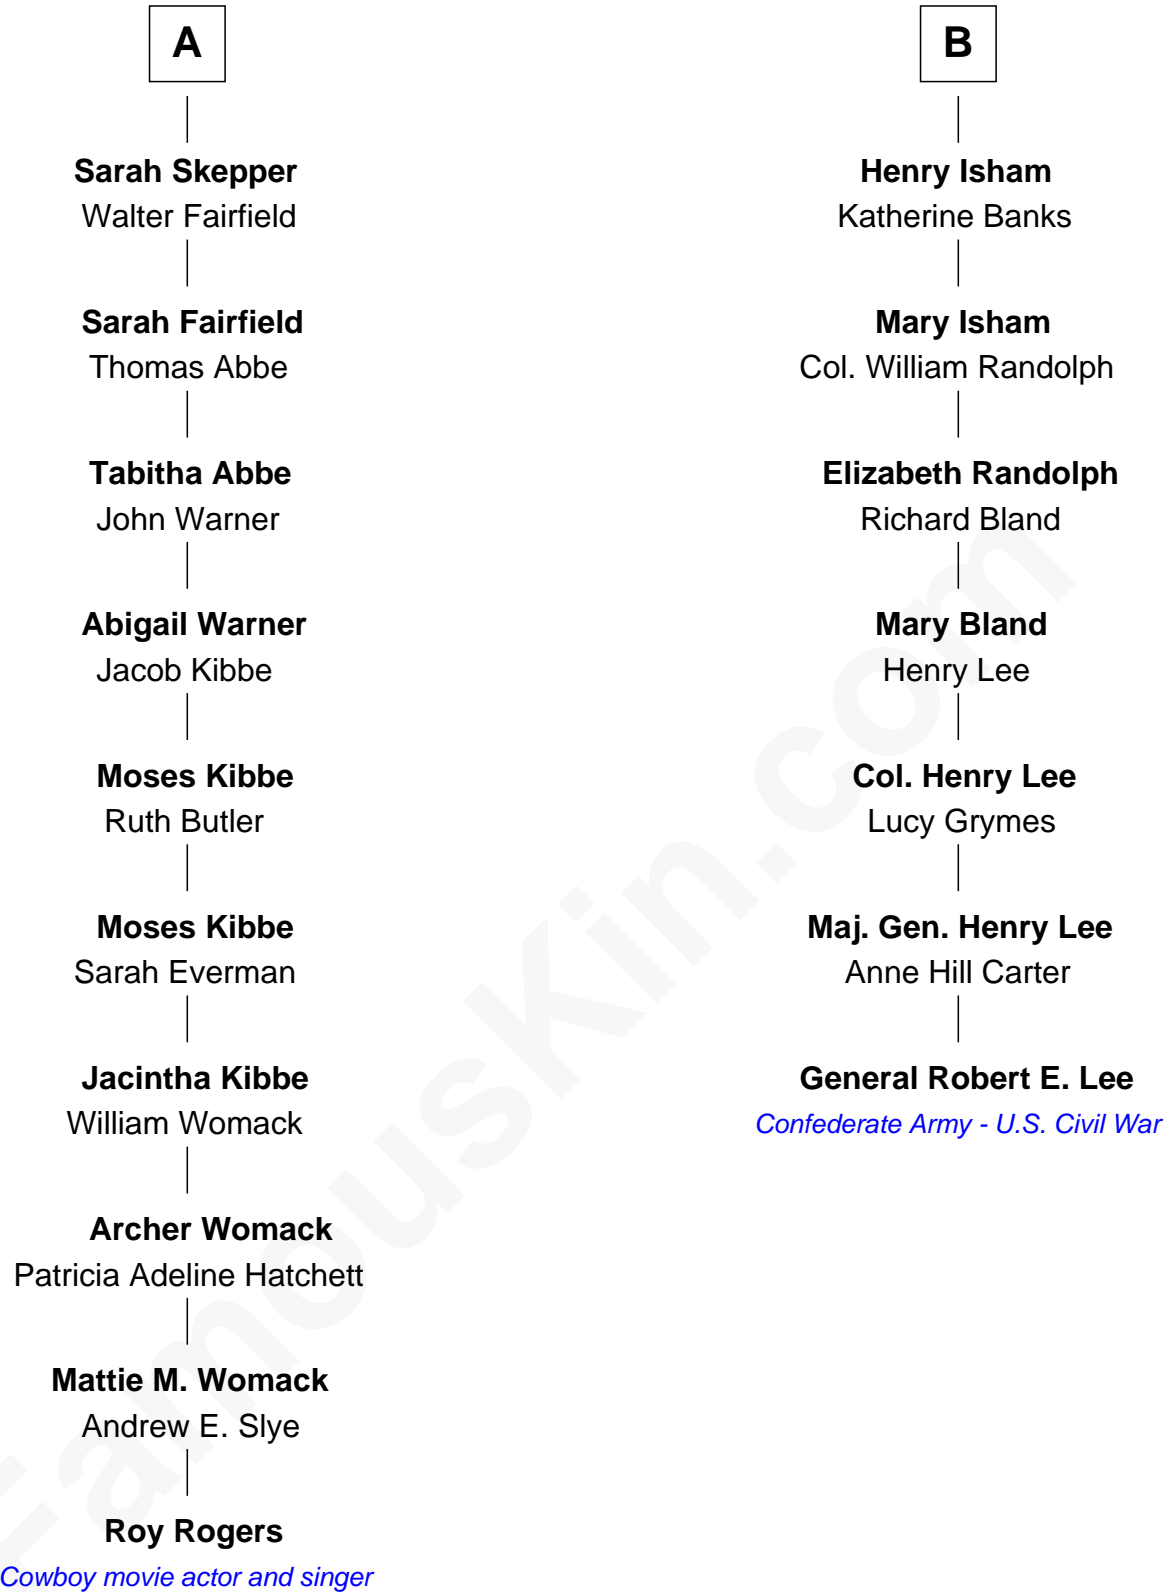 A
Sarah Skepper
Walter Fairfield
Sarah Fairfield
Thomas Abbe
Tabitha Abbe
John Warner
Abigail Warner
Jacob Kibbe
Moses Kibbe
Ruth Butler
Moses Kibbe
Sarah Everman
Jacintha Kibbe
William Womack
Archer Womack
Patricia Adeline Hatchett
Mattie M. Womack
Andrew E. Slye
Roy Rogers
Cowboy movie actor and singer
B
Henry Isham
Katherine Banks
Mary Isham
Col. William Randolph
Elizabeth Randolph
Richard Bland
Mary Bland
Henry Lee
Col. Henry Lee
Lucy Grymes
Maj. Gen. Henry Lee
Anne Hill Carter
General Robert E. Lee
Confederate Army - U.S. Civil War
FamousKin.com